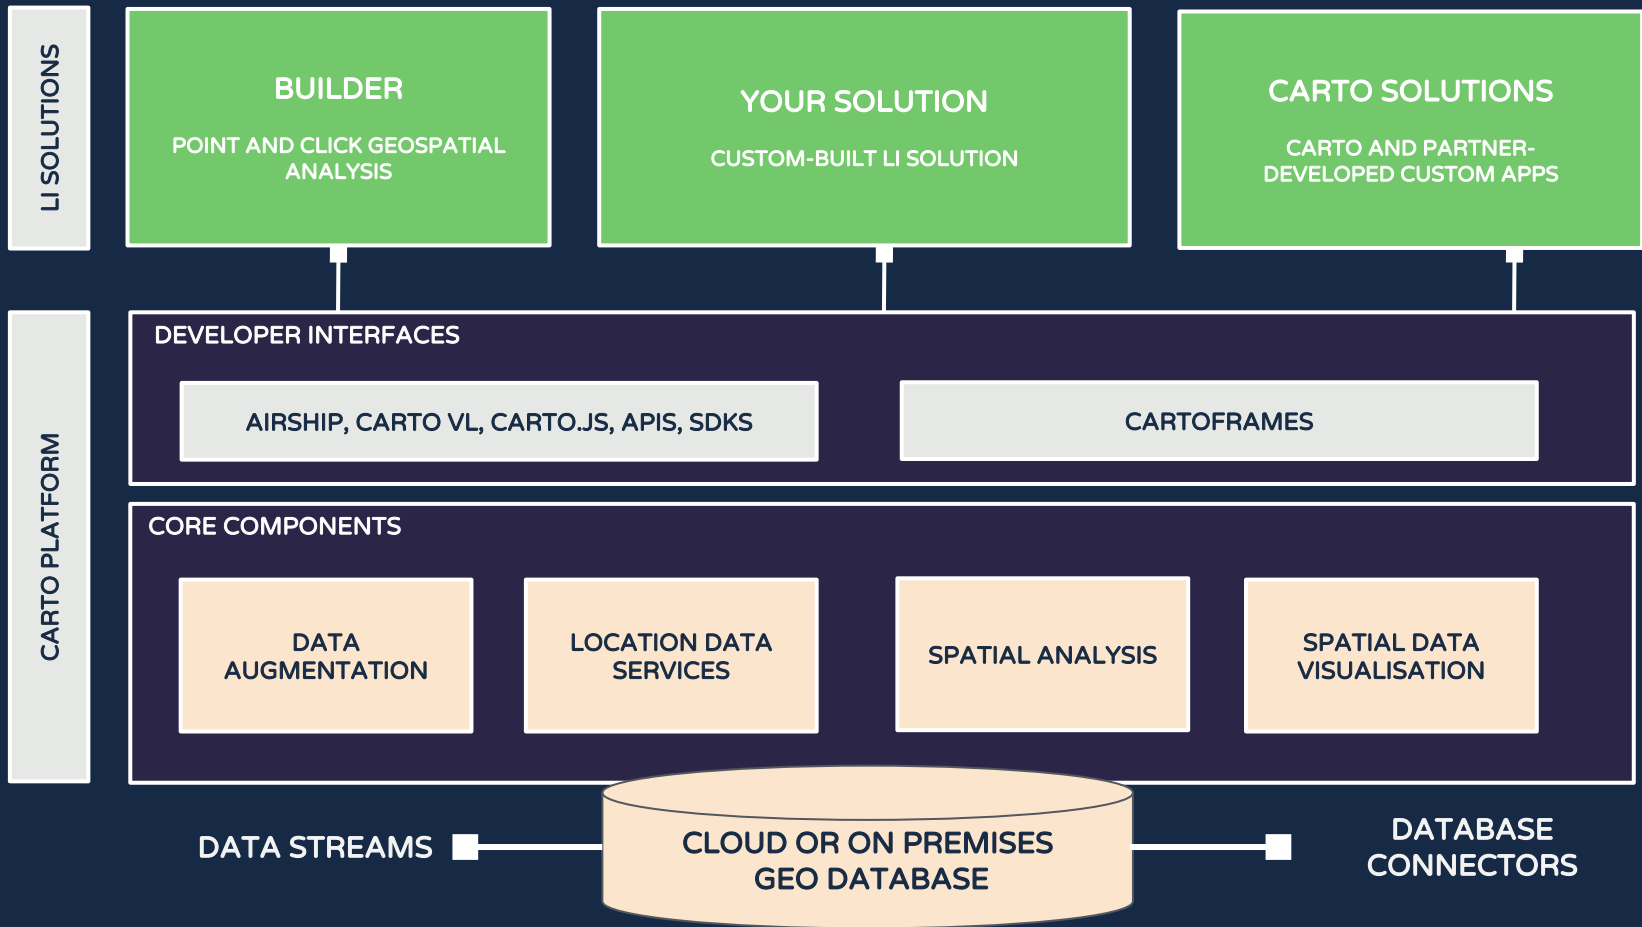 LI SOLUTIONS
BUILDER
POINT AND CLICK GEOSPATIAL
ANALYSIS
YOUR SOLUTION
CUSTOM-BUILT LI SOLUTION
CARTO SOLUTIONS
CARTO AND PARTNER-
DEVELOPED CUSTOM APPS
CARTO PLATFORM
DEVELOPER INTERFACES
AIRSHIP, CARTO VL, CARTO.JS, APIS, SDKS
CARTOFRAMES
CORE COMPONENTS
DATA
AUGMENTATION
LOCATION DATA
SERVICES
SPATIAL ANALYSIS
SPATIAL DATA
VISUALISATION
DATA STREAMS
CLOUD OR ON PREMISES
GEO DATABASE
DATABASE
CONNECTORS